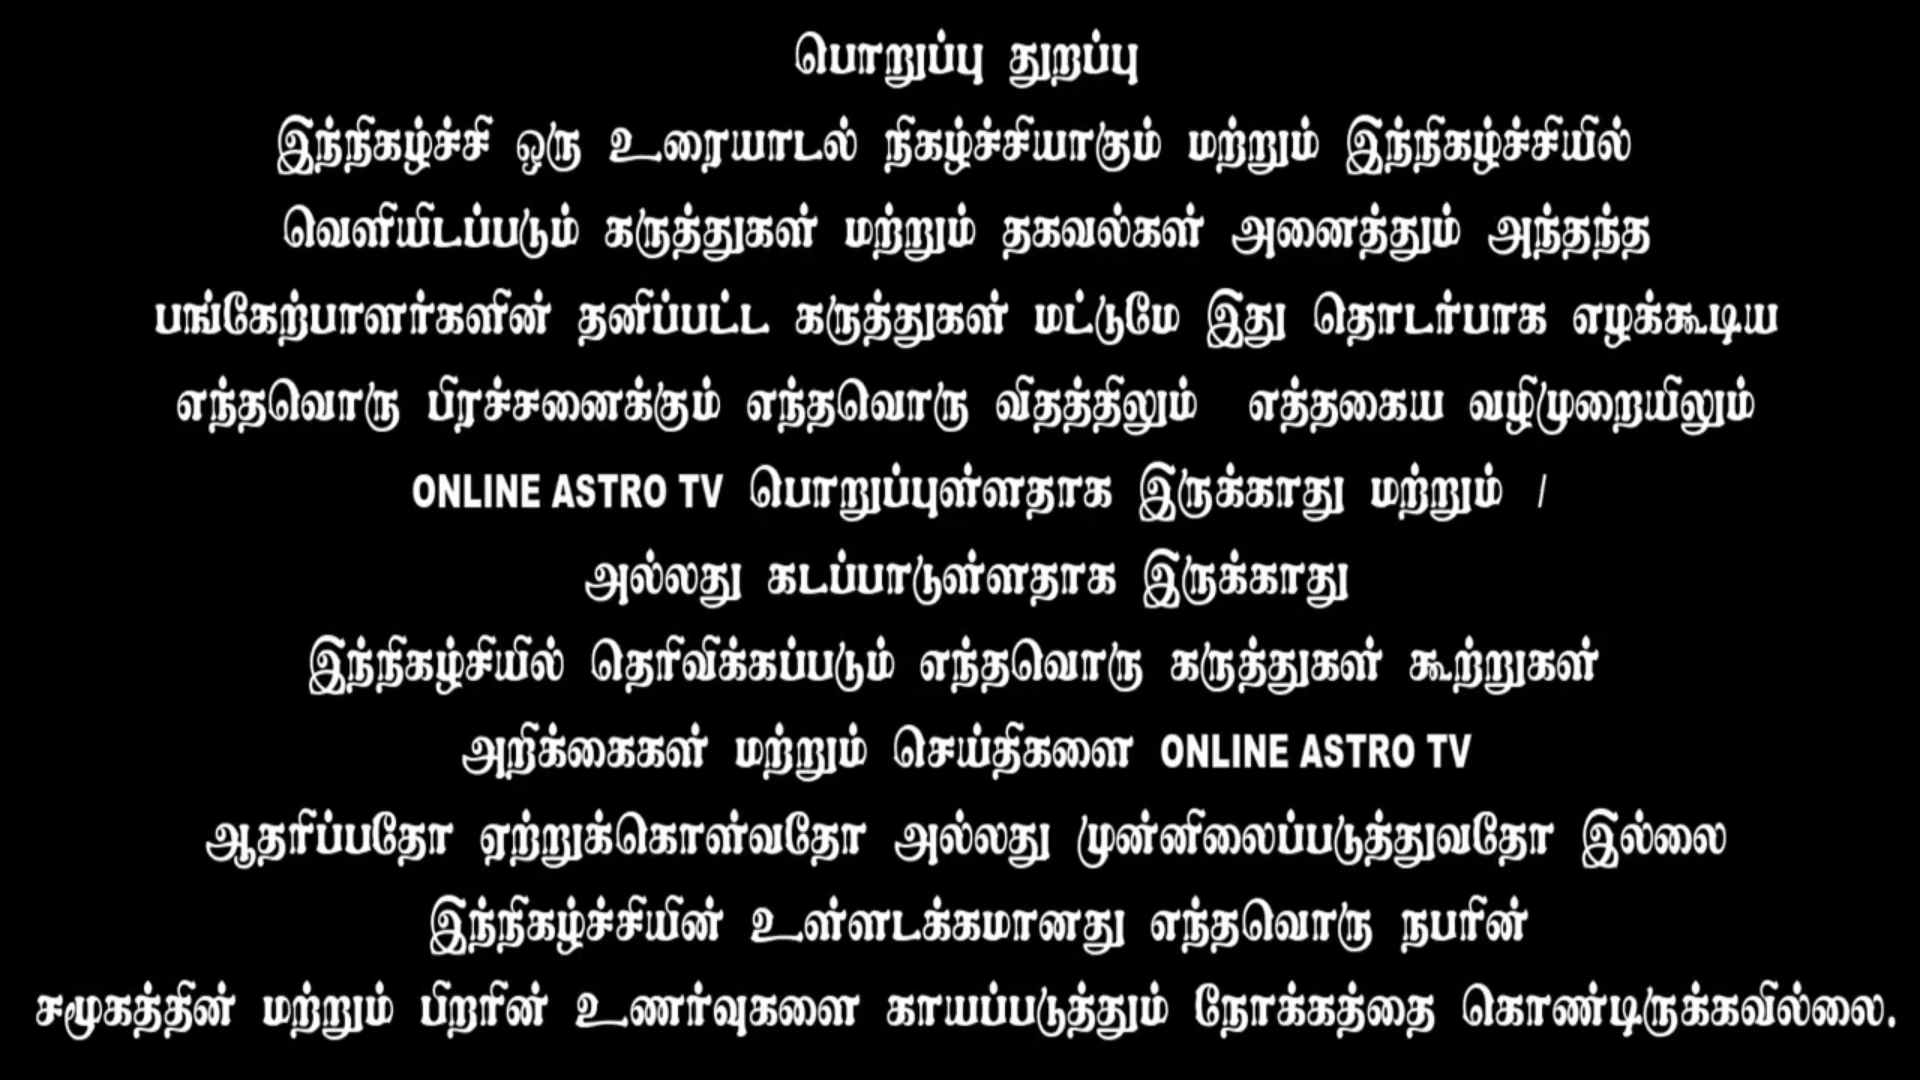 பொறுப்பு துறப்பு
இந்நிகழ்ச்சி ஒரு உரையாடல் நிகழ்ச்சியாகும் மற்றும் இந்நிகழ்ச்சியில்
வெளியிடப்படும் கருத்துகள் மற்றும் தகவல்கள் அனைத்தும் அந்தந்த
பங்கேற்பாளர்களின் தனிப்பட்ட கருத்துகள் மட்டுமே இது தொடர்பாக எழக்கூடிய
எந்தவொரு பிரச்சனைக்கும் எந்தவொரு விதத்திலும் எத்தகைய வழிமுறையிலும்
ONLINE ASTRO TV பொறுப்புள்ளதாக இருக்காது மற்றும் /
அல்லது கடப்பாடுள்ளதாக இருக்காது
இந்நிகழ்சியில் தெரிவிக்கப்படும் எந்தவொரு கருத்துகள் கூற்றுகள்
அறிக்கைகள் மற்றும் செய்திகளை ONLINE ASTRO TV
ஆதரிப்பதோ ஏற்றுக்கொள்வதோ அல்லது முன்னிலைப்படுத்துவதோ இல்லை
இந்நிகழ்ச்சியின் உள்ளடக்கமானது எந்தவொரு நபரின்
சமூகத்தின் மற்றும் பிறரின் உணர்வுகளை காயப்படுத்தும் நோக்கத்தை கொண்டிருக்கவில்லை.